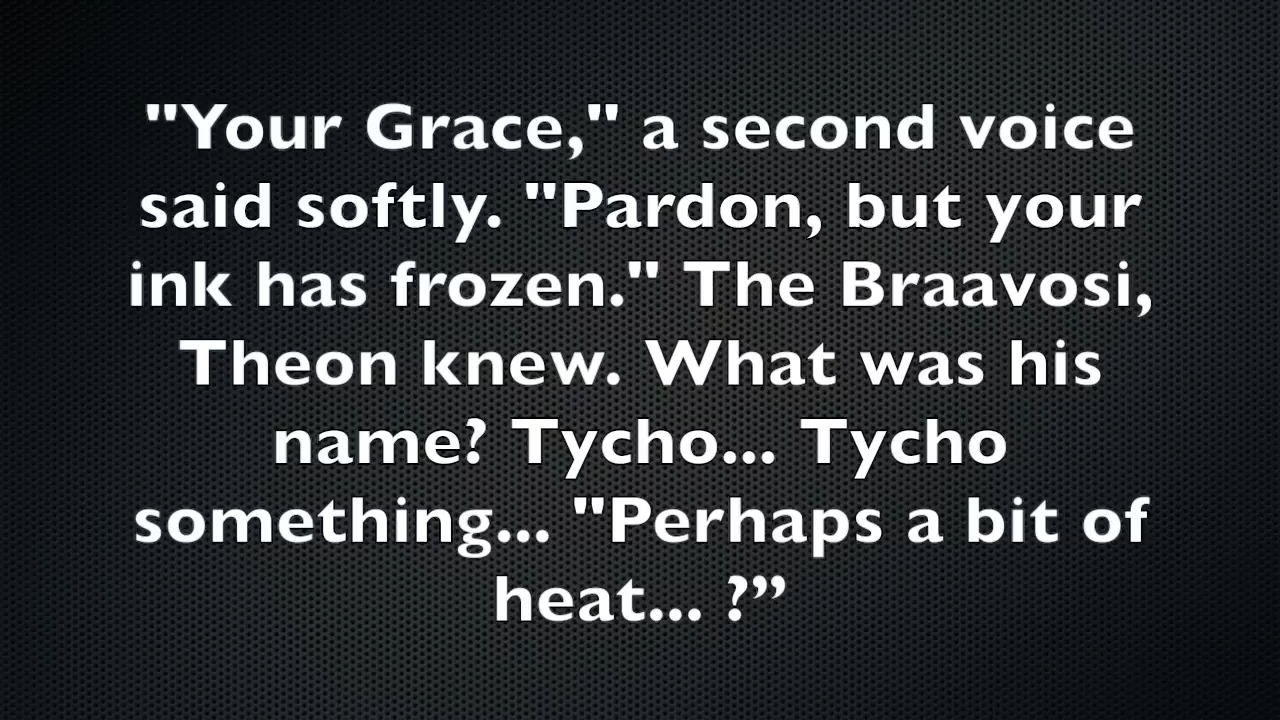 "Your Grace," a second voice
said softly. "Pardon, but your
ink has frozen." The Braavosi,
Theon knew. What was his
name? Tycho... Tycho
something... "Perhaps a bit of
heat... ?”